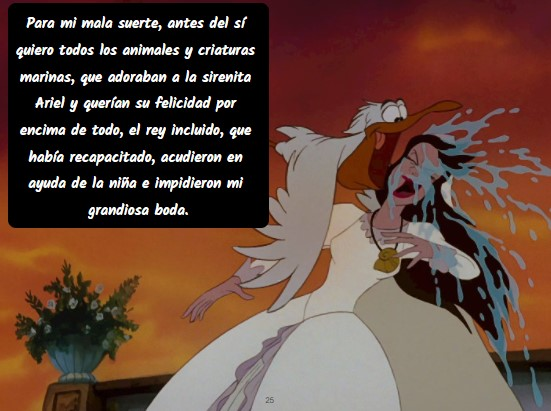 Para mi mala suerte, antes del sí
quiero todos los animales y criaturas
marinas, que adoraban a la sirenita
Ariel y querían su felicidad por
encima de todo, el rey incluido, que
había recapacitado, acudieron en
ayuda de la niña e impidieron mi
grandiosa boda.
25